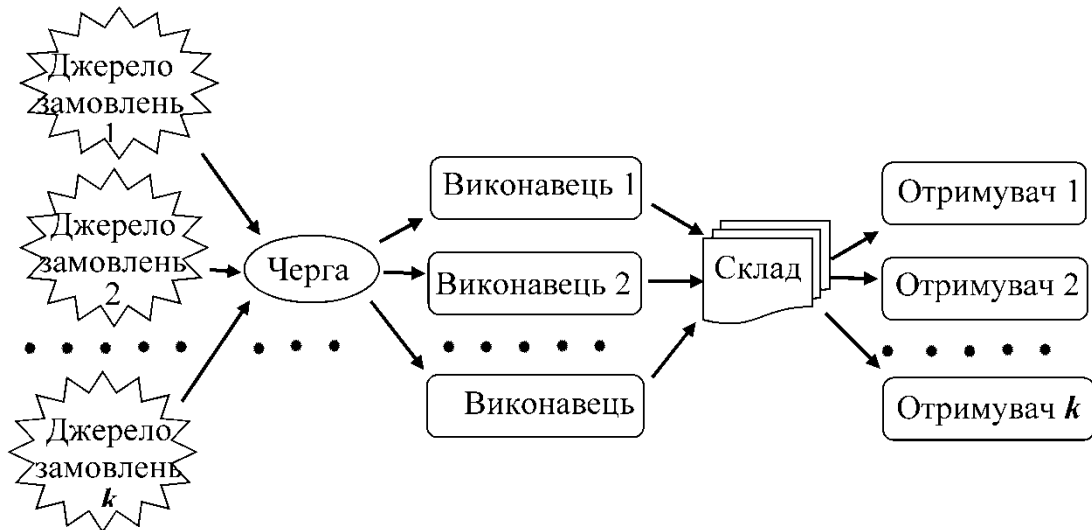 Джерело
замовлень
1
Джерело
замовлень
2
Джерело
замовлень
k
Черга
Виконавець 1
Виконавець 2
Виконавець
Склад
Отримувач 1
Отримувач 2
Отримувач k